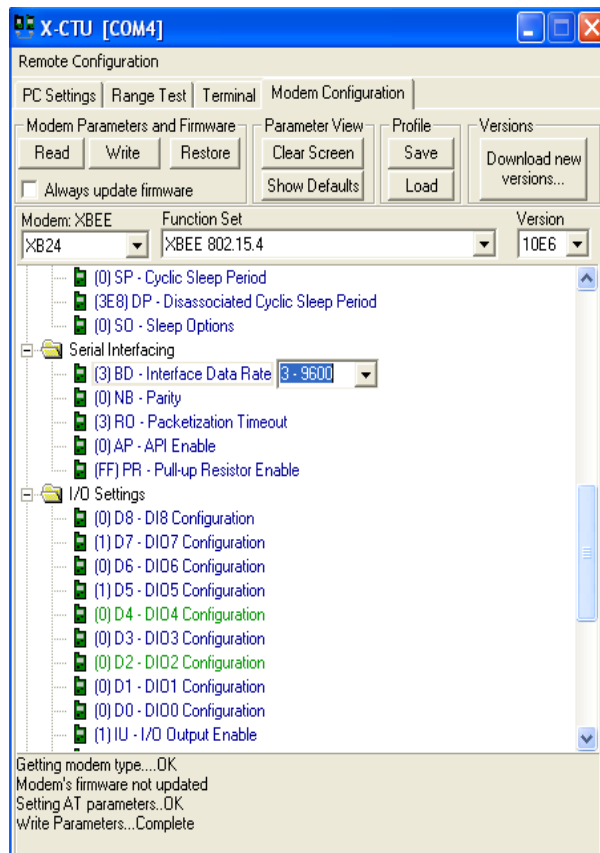 X-CTU [COM4]
Remote Configuration
PC Settings Range Test Terminal Modem Configuration
Modem Parameters and Firmware Parameter View Profile Versions
Read Write Restore Clear Screen Save Download new versions...
Always update firmware Show Defaults Load
Modem: XBEE Function Set Version
XB24 XBEE 802.15.4 10E6
(0) SP - Cyclic Sleep Period
(3E8) DP - Disassociated Cyclic Sleep Period
(0) SO - Sleep Options
Serial Interfacing
(3) BD - Interface Data Rate 3 - 9600
(0) NB - Parity
(3) RO - Packetization Timeout
(0) AP - API Enable
(FF) PR - Pull-up Resistor Enable
I/O Settings
(0) D8 - DI8 Configuration
(1) D7 - DIO7 Configuration
(0) D6 - DIO6 Configuration
(1) D5 - DIO5 Configuration
(0) D4 - DIO4 Configuration
(0) D3 - DIO3 Configuration
(0) D2 - DIO2 Configuration
(0) D1 - DIO1 Configuration
(0) D0 - DIO0 Configuration
(1) IU - I/O Output Enable
Getting modem type....OK
Modem's firmware not updated
Setting AT parameters..OK
Write Parameters...Complete